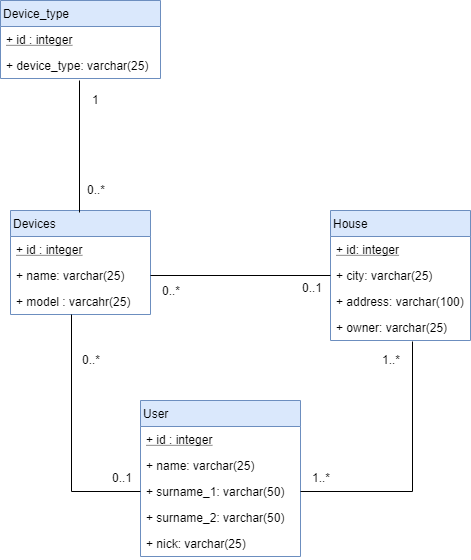 Device_type
+ id : integer
+ device_type: varchar(25)
1
0..*
Devices
+ id : integer
+ name: varchar(25)
+ model : varcahr(25)
0..*
0..1
House
+ id: integer
+ city: varchar(25)
+ address: varchar(100)
+ owner: varchar(25)
0..*
1..*
User
+ id : integer
+ name: varchar(25)
+ surname_1: varchar(50)
+ surname_2: varchar(50)
+ nick: varchar(25)
0..1
1..*